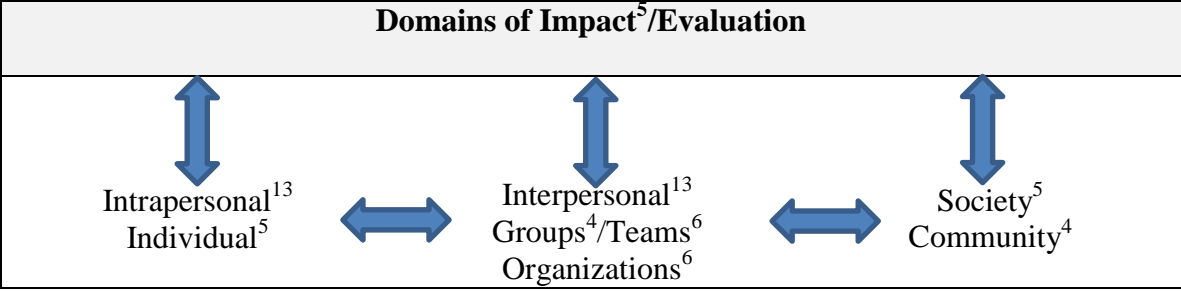 Domains of Impact⁵/Evaluation
Intrapersonal¹³
Individual⁵
Interpersonal¹³
Groups⁴/Teams⁶
Organizations⁶
Society⁵
Community⁴